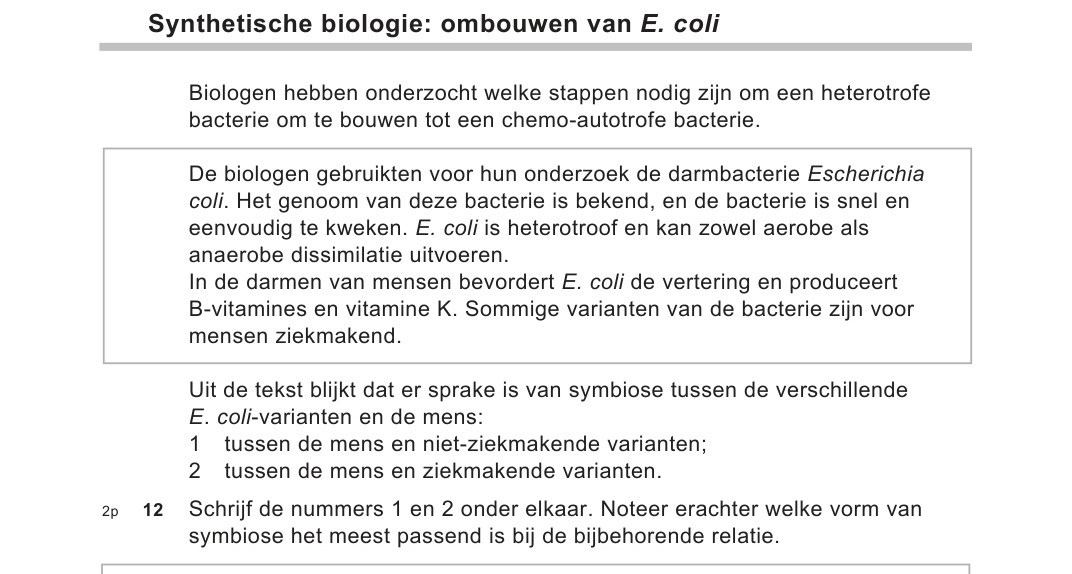 Synthetische biologie: ombouwen van E. coli
Biologen hebben onderzocht welke stappen nodig zijn om een heterotrofe
bacterie om te bouwen tot een chemo-autotrofe bacterie.
De biologen gebruikten voor hun onderzoek de darmbacterie Escherichia
coli. Het genoom van deze bacterie is bekend, en de bacterie is snel en
eenvoudig te kweken. E. coli is heterotroof en kan zowel aerobe als
anaerobe dissimilatie uitvoeren.
In de darmen van mensen bevordert E. coli de vertering en produceert
B-vitamines en vitamine K. Sommige varianten van de bacterie zijn voor
mensen ziekmakend.
Uit de tekst blijkt dat er sprake is van symbiose tussen de verschillende
E. coli-varianten en de mens:
1 tussen de mens en niet-ziekmakende varianten;
2 tussen de mens en ziekmakende varianten.
2p 12 Schrijf de nummers 1 en 2 onder elkaar. Noteer erachter welke vorm van
symbiose het meest passend is bij de bijbehorende relatie.